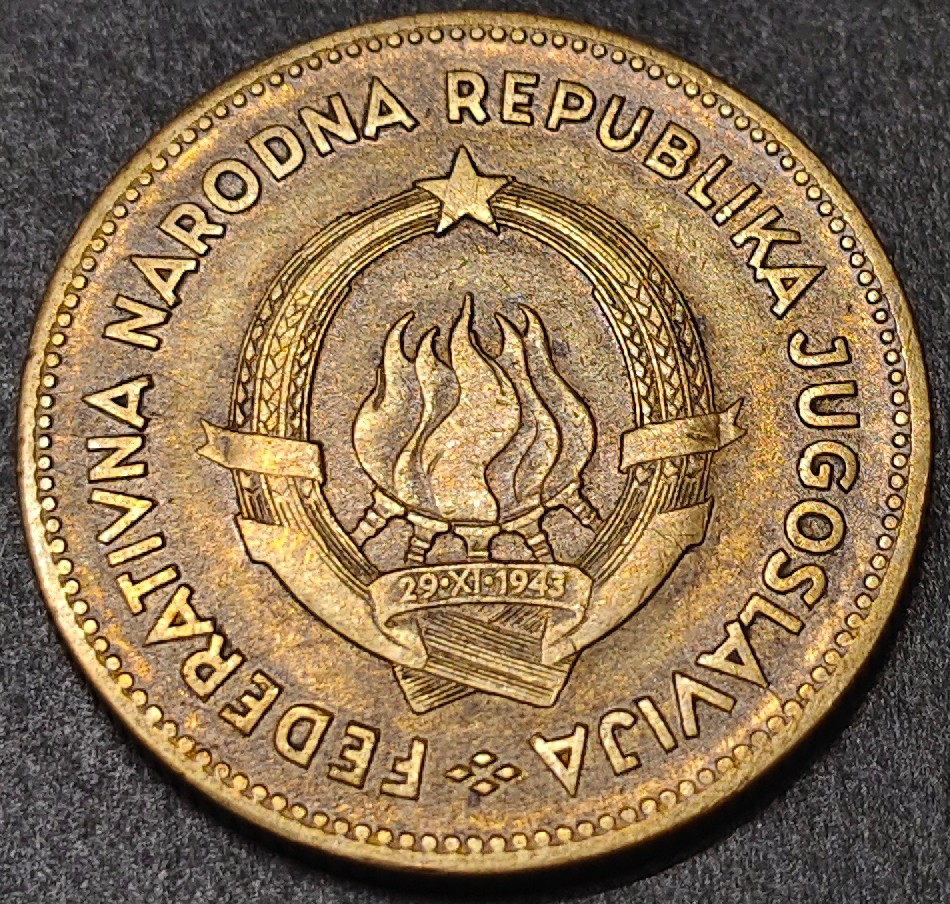 FEDERATIVNA NARODNA REPUBLIKA JUGOSLAVIJA
29·XI·1943